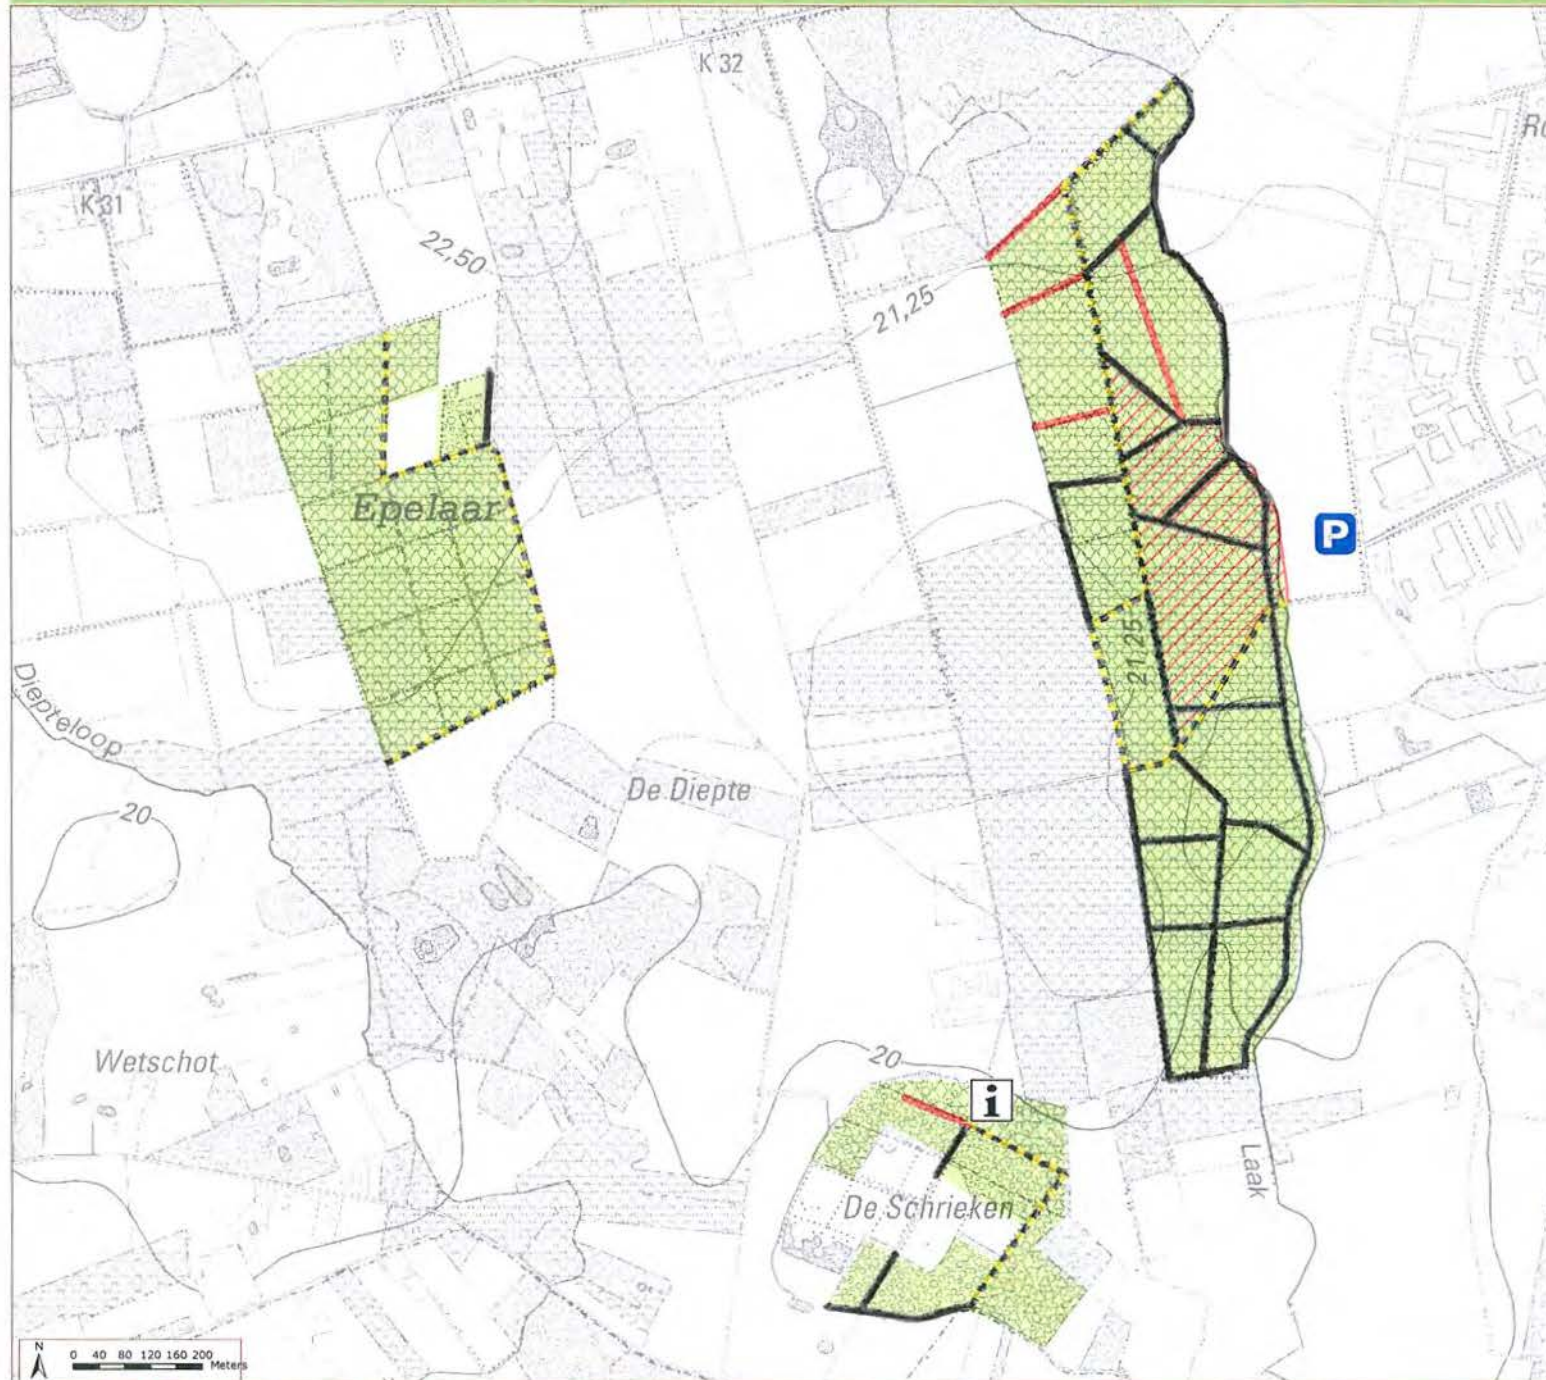 K 32
K 31
22,50
21,25
Epelaar
P
21,25
Diepteloop
De Diepte
20
Wetschot
20
i
Laak
De Schrieken
N
0 40 80 120 160 200
Meters